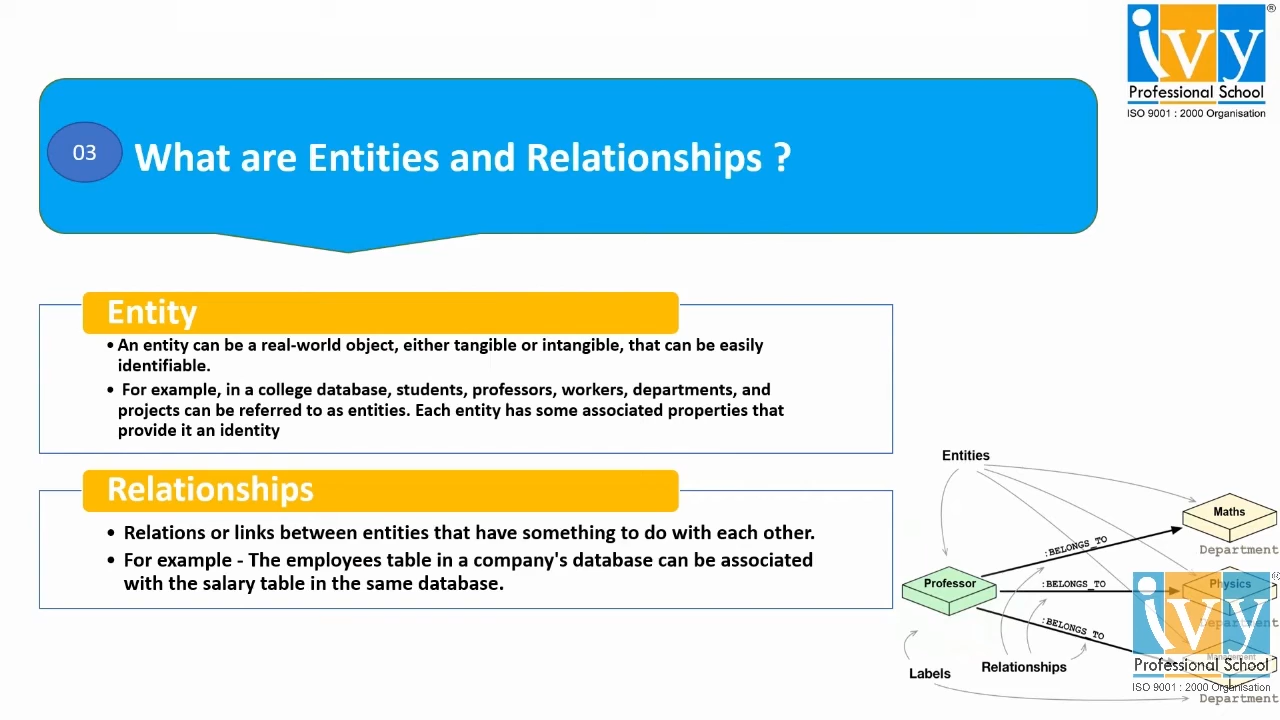 ivy
®
Professional School
ISO 9001 : 2000 Organisation
03
What are Entities and Relationships ?
Entity
• An entity can be a real-world object, either tangible or intangible, that can be easily
identifiable.
• For example, in a college database, students, professors, workers, departments, and
projects can be referred to as entities. Each entity has some associated properties that
provide it an identity
Relationships
• Relations or links between entities that have something to do with each other.
• For example - The employees table in a company's database can be associated
with the salary table in the same database.
Entities
Maths
Department
:BELONGS_TO
Professor
:BELONGS_TO
Physics
Department
:BELONGS_TO
Management
Department
Labels
Relationships
ivy
®
Professional School
ISO 9001 : 2000 Organisation